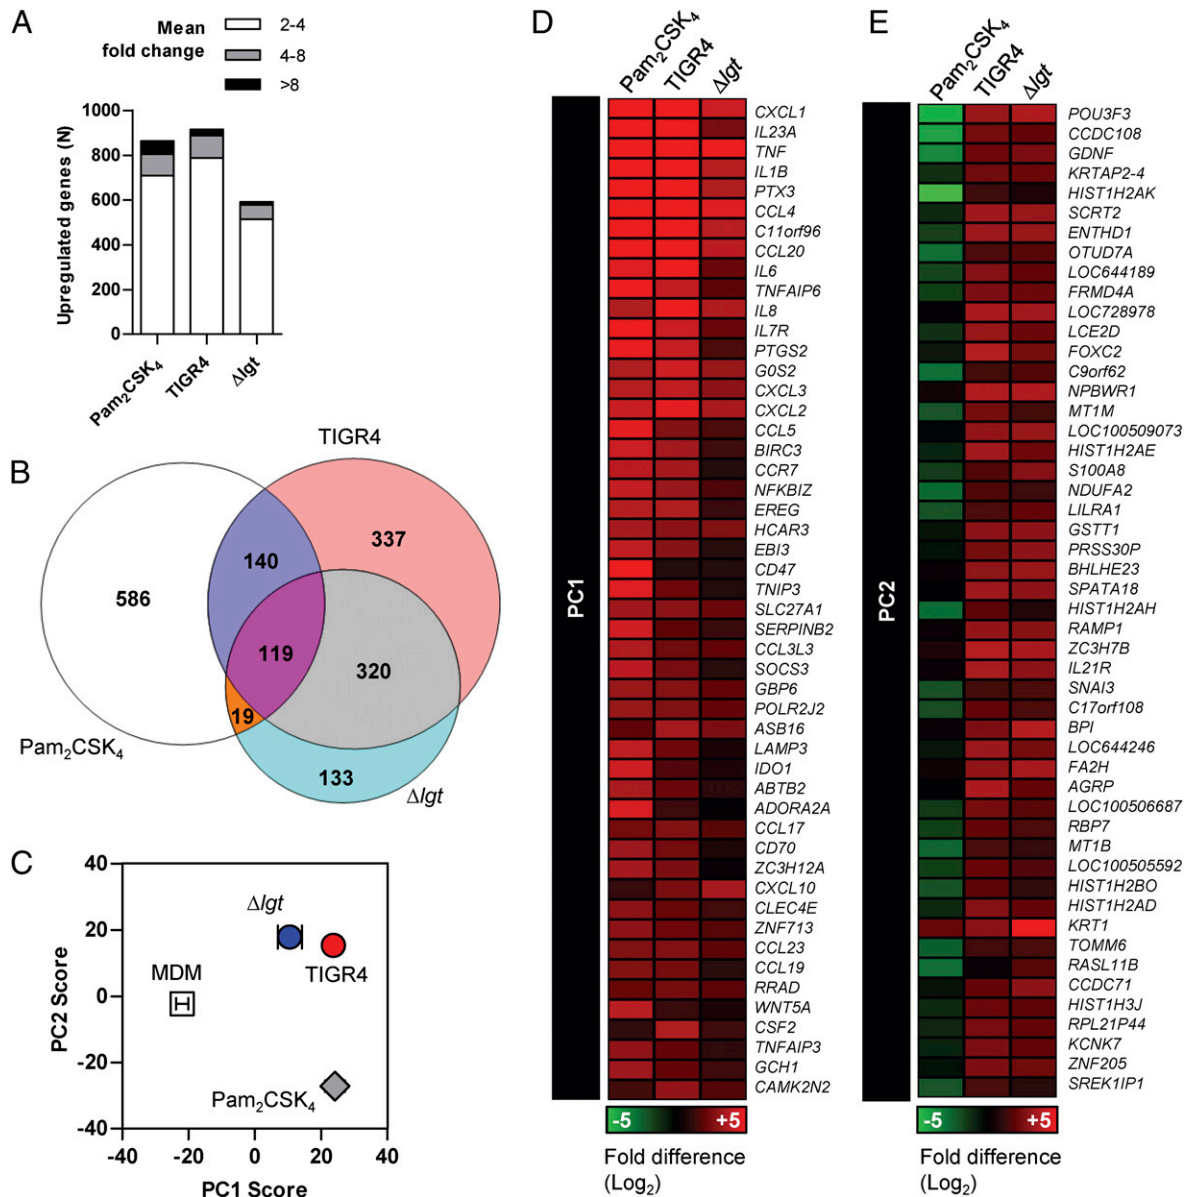 A
Mean
fold change
2-4
4-8
>8
Upregulated genes (N)
1000
800
600
400
200
0
Pam2CSK4
TIGR4
Δlgt
B
TIGR4
586
140
337
119
320
19
133
Pam2CSK4
Δlgt
C
PC2 Score
40
20
0
-20
-40
Δlgt
TIGR4
MDM
Pam2CSK4
-40 -20 0 20 40
PC1 Score
D
Pam2CSK4
TIGR4
Δlgt
PC1
CXCL1
IL23A
TNF
IL1B
PTX3
CCL4
C11orf96
CCL20
IL6
TNFAIP6
IL8
IL7R
PTGS2
G0S2
CXCL3
CXCL2
CCL5
BIRC3
CCR7
NFKBIZ
EREG
HCAR3
EBI3
CD47
TNIP3
SLC27A1
SERPINB2
CCL3L3
SOCS3
GBP6
POLR2J2
ASB16
LAMP3
IDO1
ABTB2
ADORA2A
CCL17
CD70
ZC3H12A
CXCL10
CLEC4E
ZNF713
CCL23
CCL19
RRAD
WNT5A
CSF2
TNFAIP3
GCH1
CAMK2N2
-5 +5
Fold difference
(Log2)
E
Pam2CSK4
TIGR4
Δlgt
PC2
POU3F3
CCDC108
GDNF
KRTAP2-4
HIST1H2AK
SCRT2
ENTHD1
OTUD7A
LOC644189
FRMD4A
LOC728978
LCE2D
FOXC2
C9orf62
NPBWR1
MT1M
LOC100509073
HIST1H2AE
S100A8
NDUFA2
LILRA1
GSTT1
PRSS30P
BHLHE23
SPATA18
HIST1H2AH
RAMP1
ZC3H7B
IL21R
SNAI3
C17orf108
BPI
LOC644246
FA2H
AGRP
LOC100506687
RBP7
MT1B
LOC100505592
HIST1H2BO
HIST1H2AD
KRT1
TOMM6
RASL11B
CCDC71
HIST1H3J
RPL21P44
KCNK7
ZNF205
SREK1IP1
-5 +5
Fold difference
(Log2)